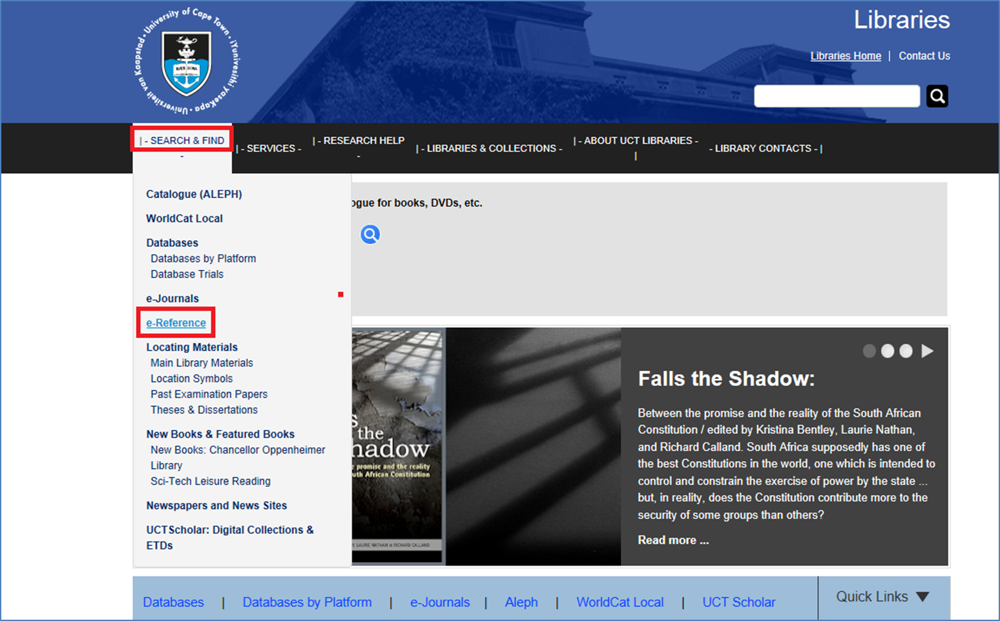 University of Cape Town · iYunivesithi yaseKapa · Universiteit van Kaapstad ·
Libraries
Libraries Home | Contact Us
| - SEARCH & FIND
-
| - SERVICES -
| - RESEARCH HELP
-
| - LIBRARIES & COLLECTIONS -
| - ABOUT UCT LIBRARIES -
|
- LIBRARY CONTACTS - |
Catalogue (ALEPH)
WorldCat Local
Databases
Databases by Platform
Database Trials
e-Journals
e-Reference
Locating Materials
Main Library Materials
Location Symbols
Past Examination Papers
Theses & Dissertations
New Books & Featured Books
New Books: Chancellor Oppenheimer
Library
Sci-Tech Leisure Reading
Newspapers and News Sites
UCTScholar: Digital Collections &
ETDs
ogue for books, DVDs, etc.
s
the
hadow
promise and the reality
uth African Constitution
LAURIE NATHAN & RICHARD CALLAND
Falls the Shadow:
Between the promise and the reality of the South African
Constitution / edited by Kristina Bentley, Laurie Nathan,
and Richard Calland. South Africa supposedly has one of
the best Constitutions in the world, one which is intended to
control and constrain the exercise of power by the state ...
but, in reality, does the Constitution contribute more to the
security of some groups than others?
Read more ...
Databases | Databases by Platform | e-Journals | Aleph | WorldCat Local | UCT Scholar
Quick Links